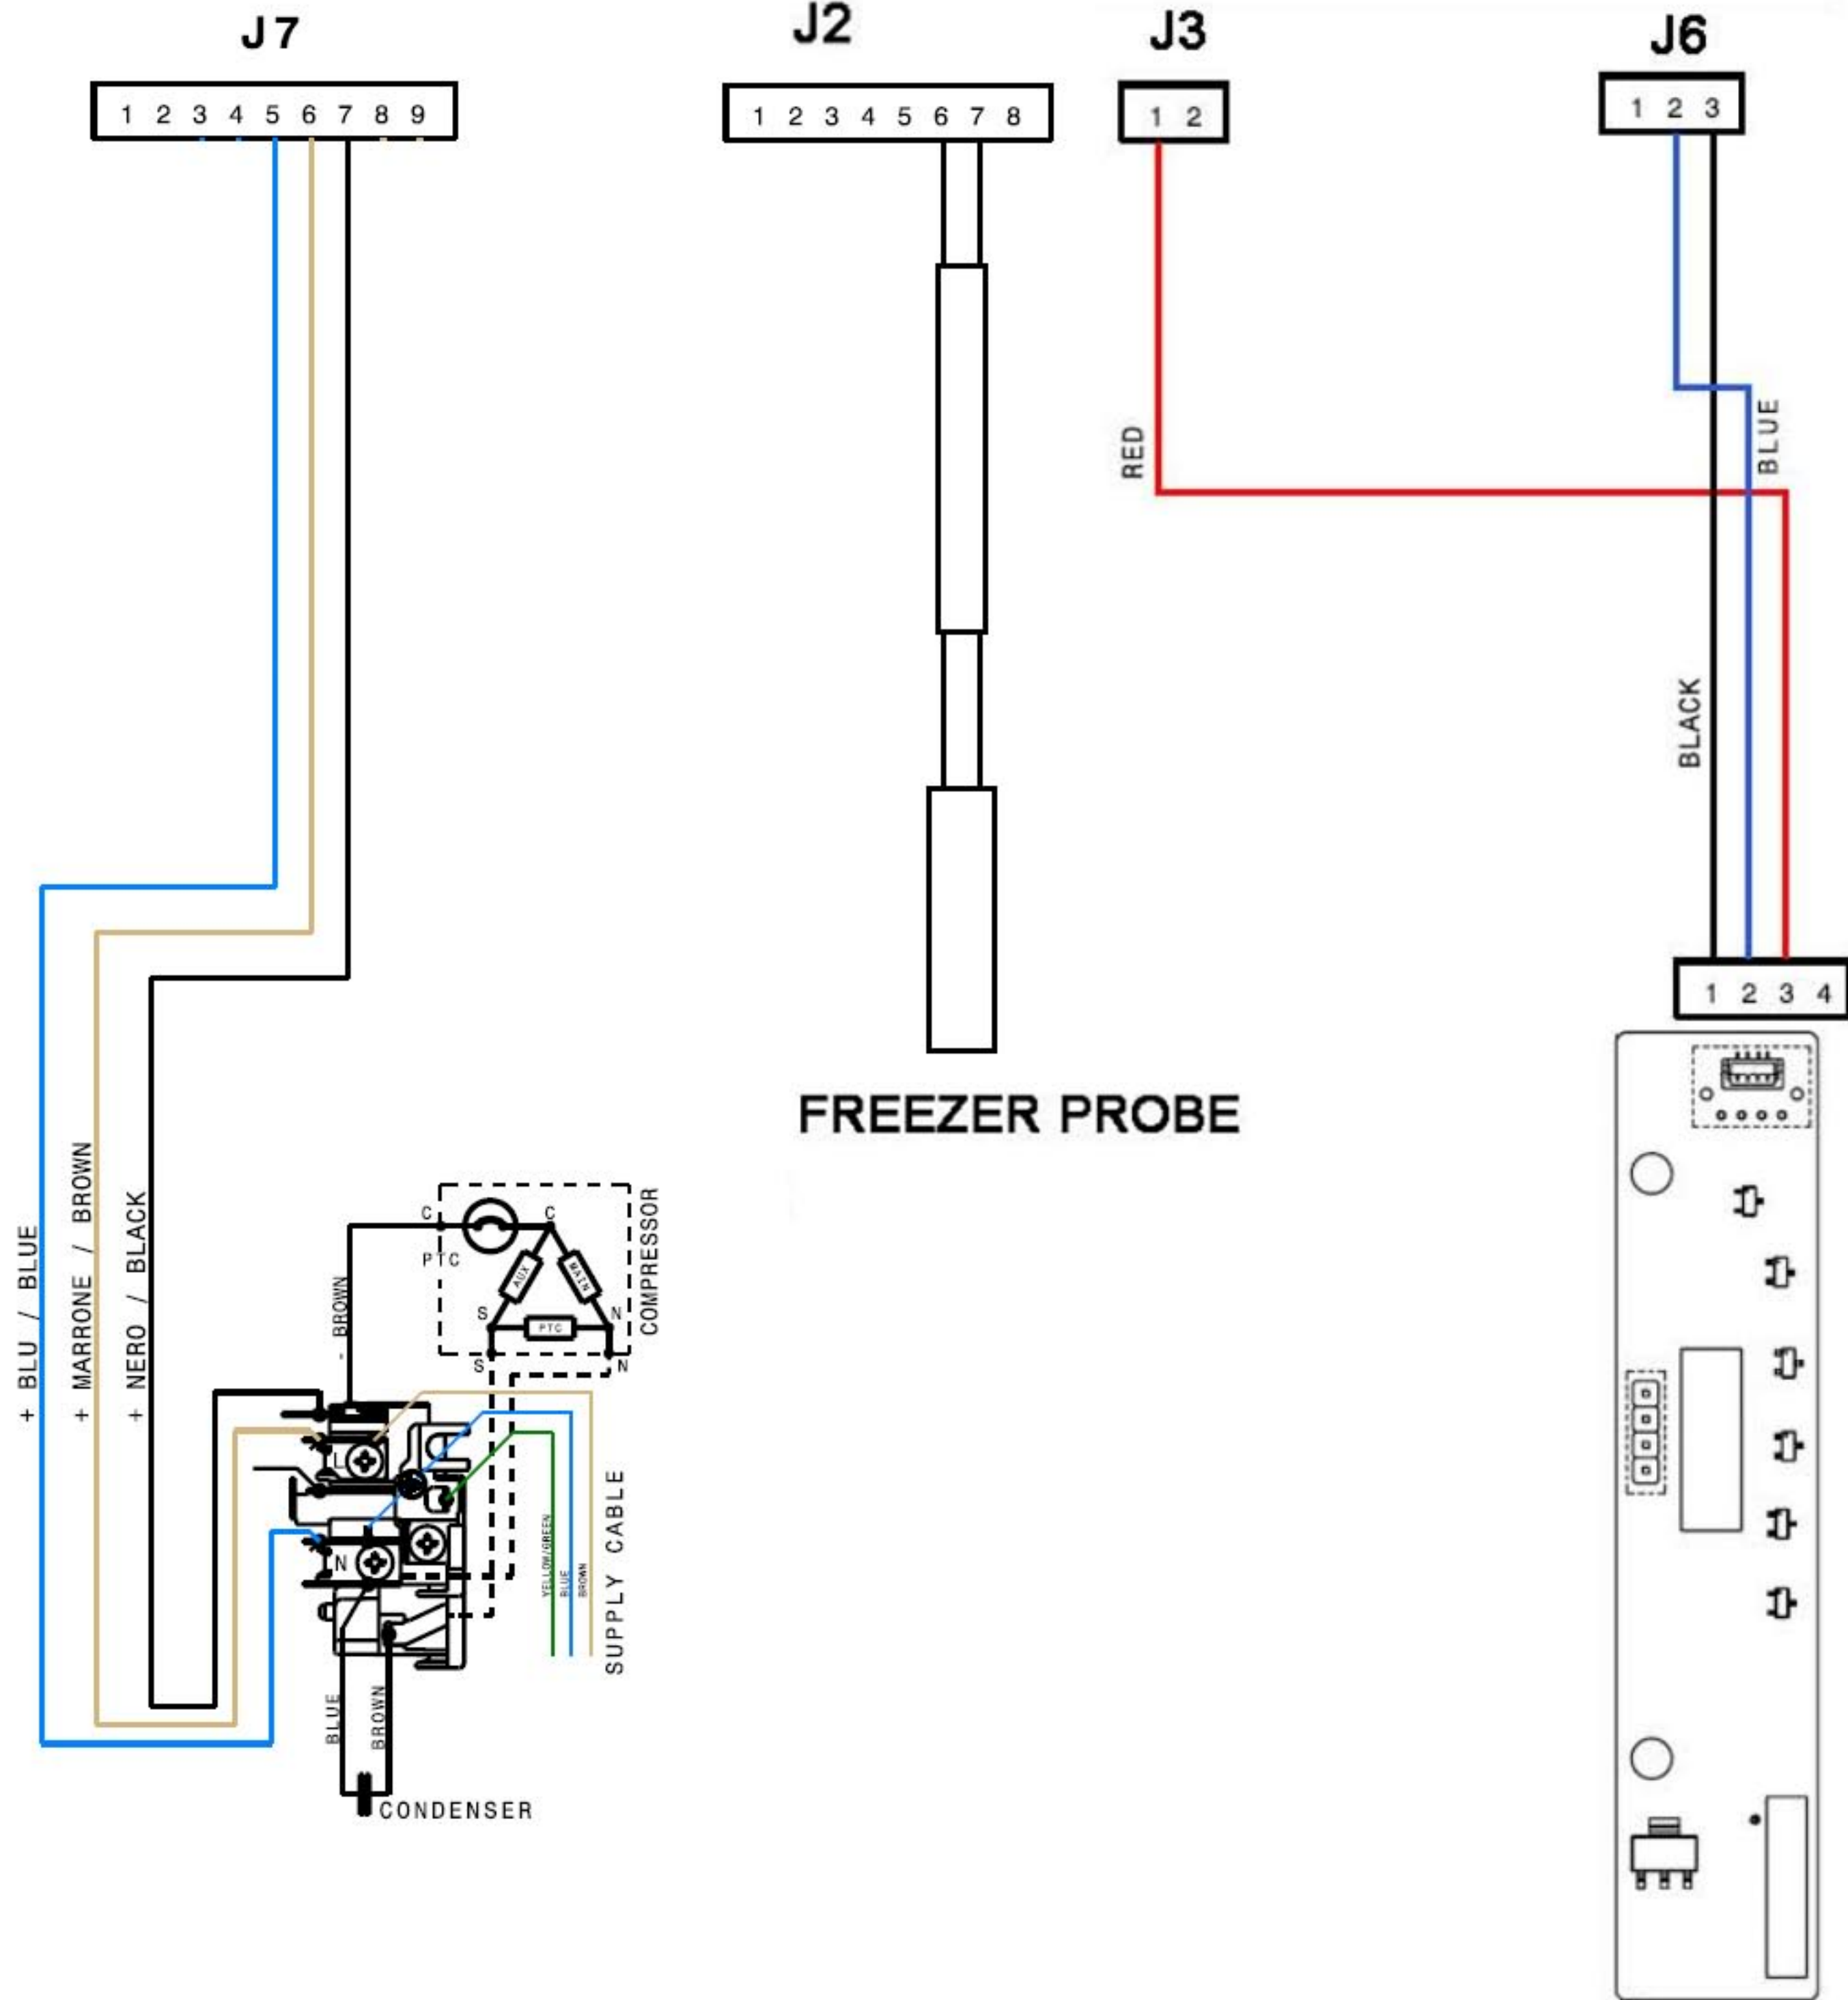 J7
J2
J3
J6
1 2 3 4 5 6 7 8 9
1 2 3 4 5 6 7 8
1 2
1 2 3
RED
BLUE
BLACK
1 2 3 4
FREEZER PROBE
+ BLU / BLUE
+ MARRONE / BROWN
+ NERO / BLACK
- BROWN
C
C
PTC
AUX
MAIN
S
N
PTC
S
N
COMPRESSOR
L
N
YELLOW/GREEN
BLUE
BROWN
SUPPLY CABLE
BLUE
BROWN
CONDENSER